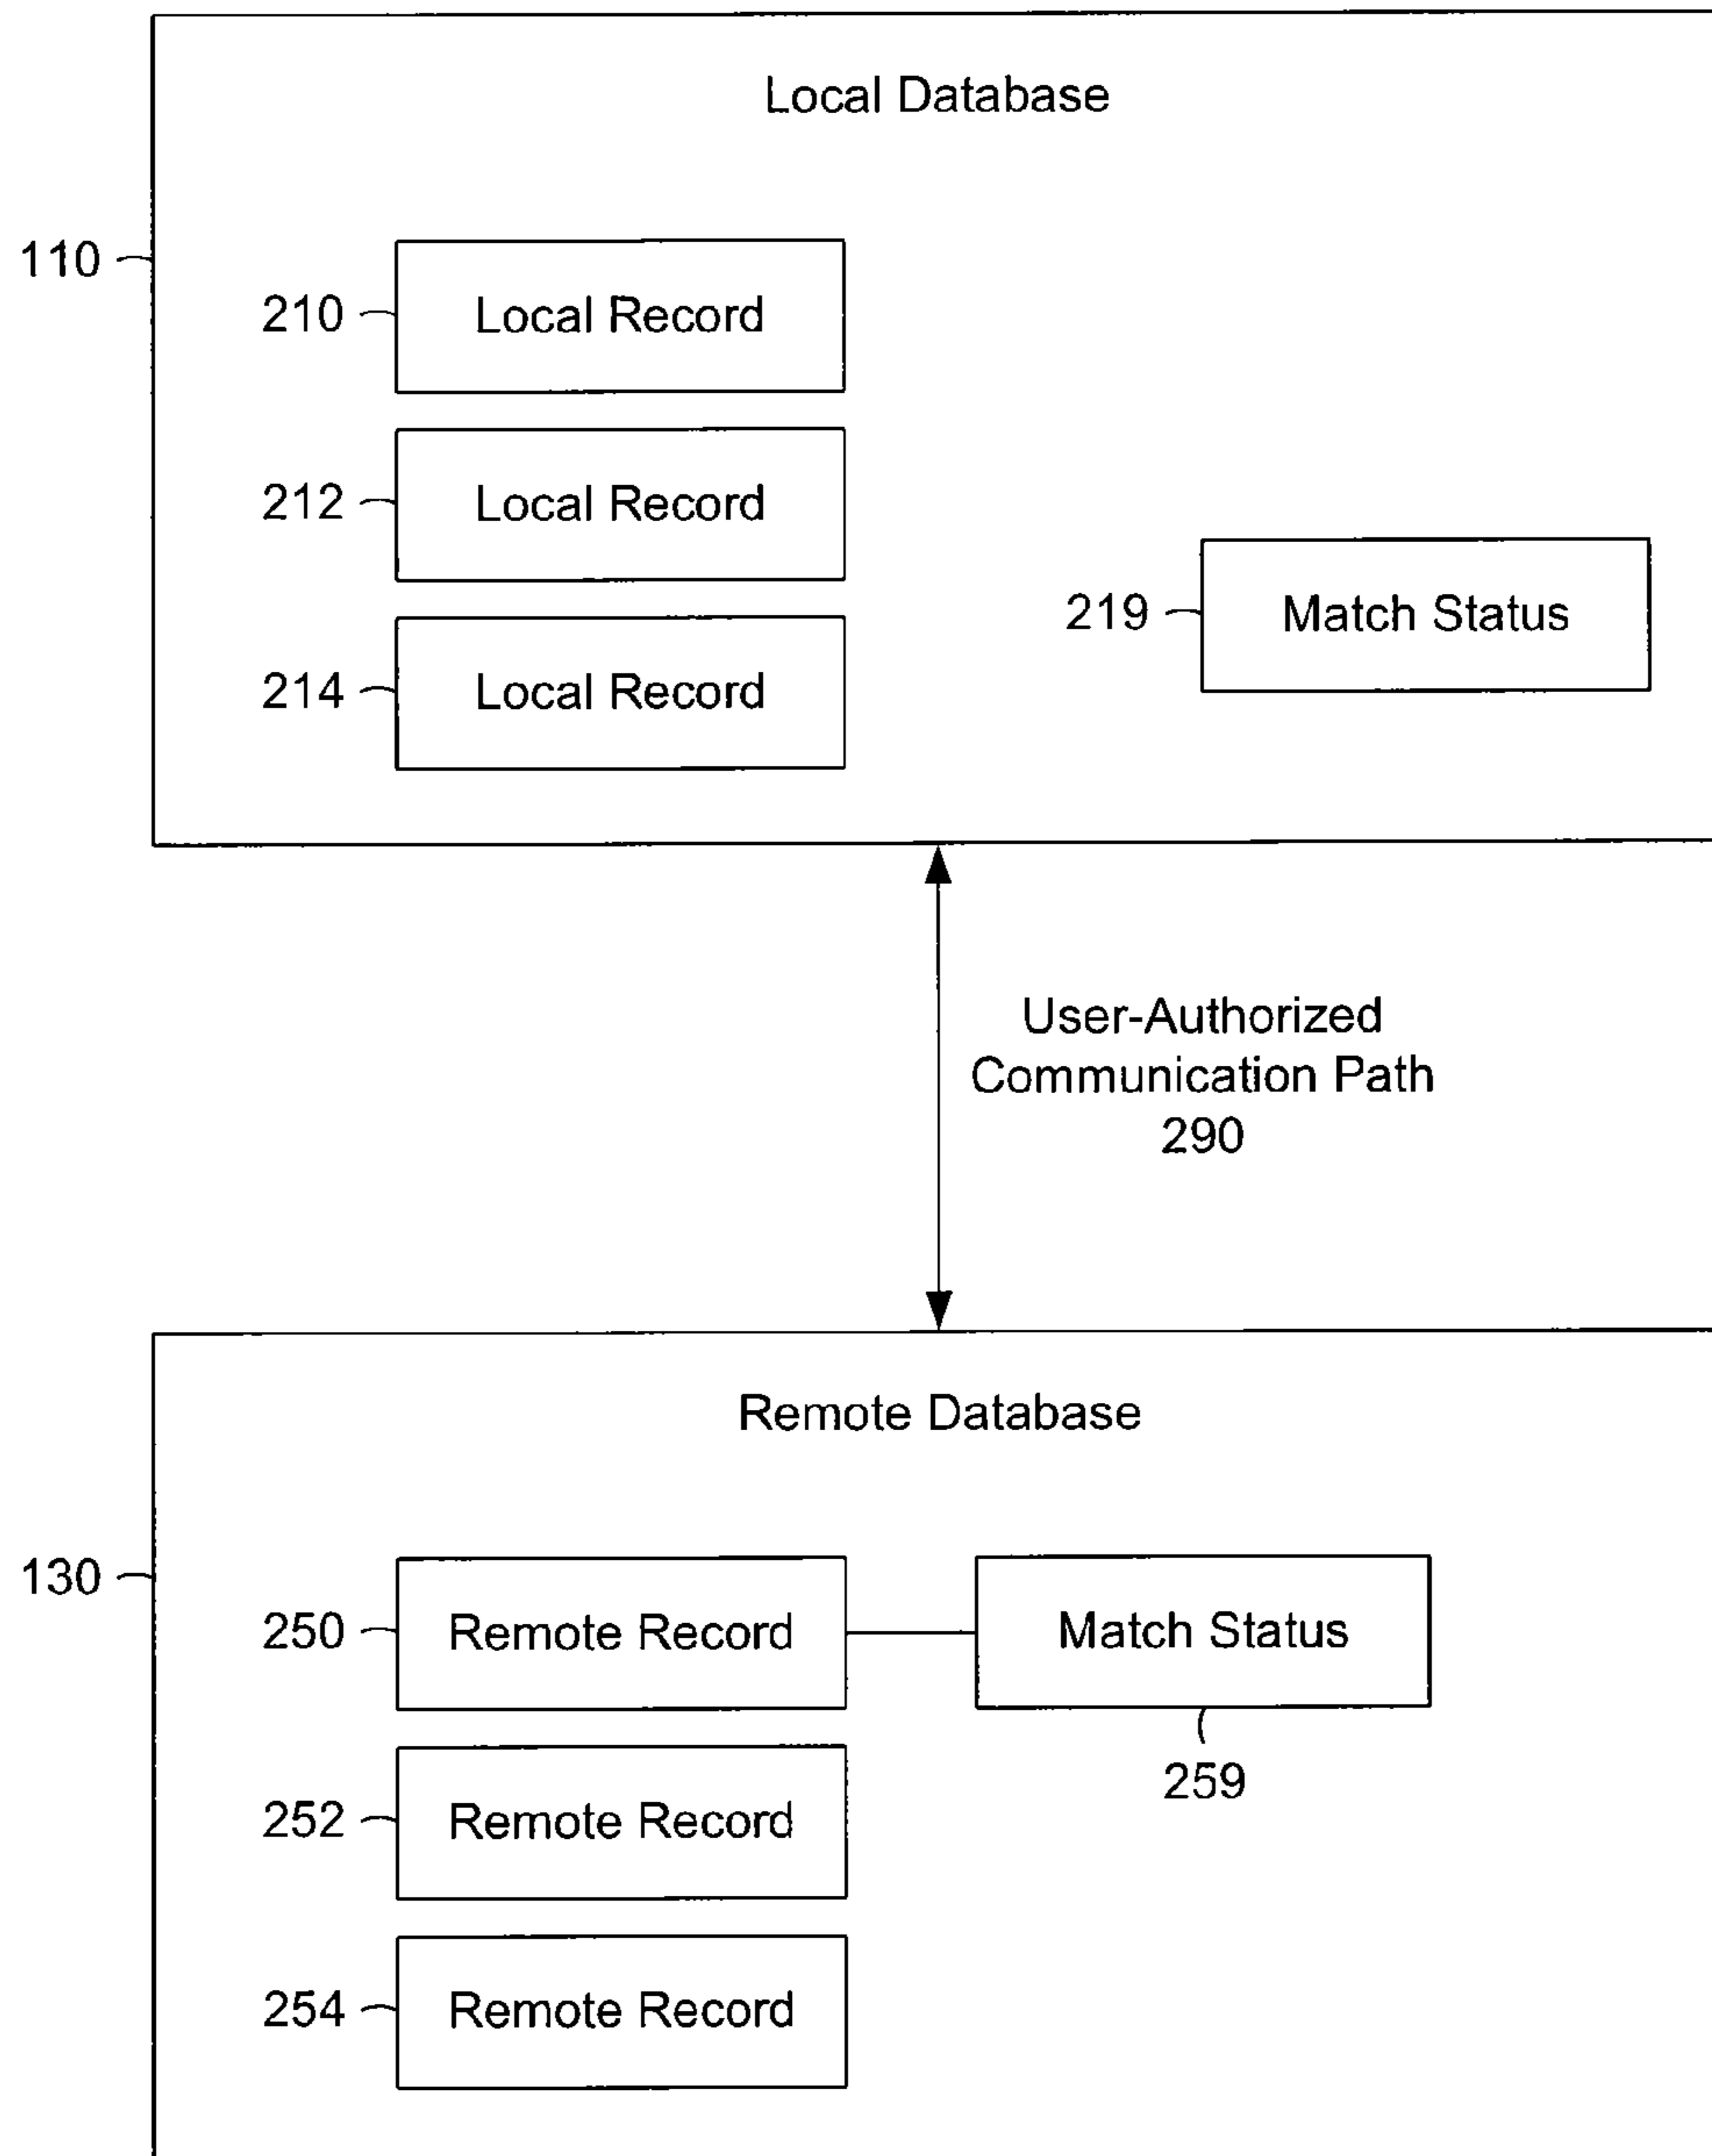 Local Database
110
210
Local Record
212
Local Record
219
Match Status
214
Local Record
User-Authorized
Communication Path
290
Remote Database
130
250
Remote Record
Match Status
259
252
Remote Record
254
Remote Record